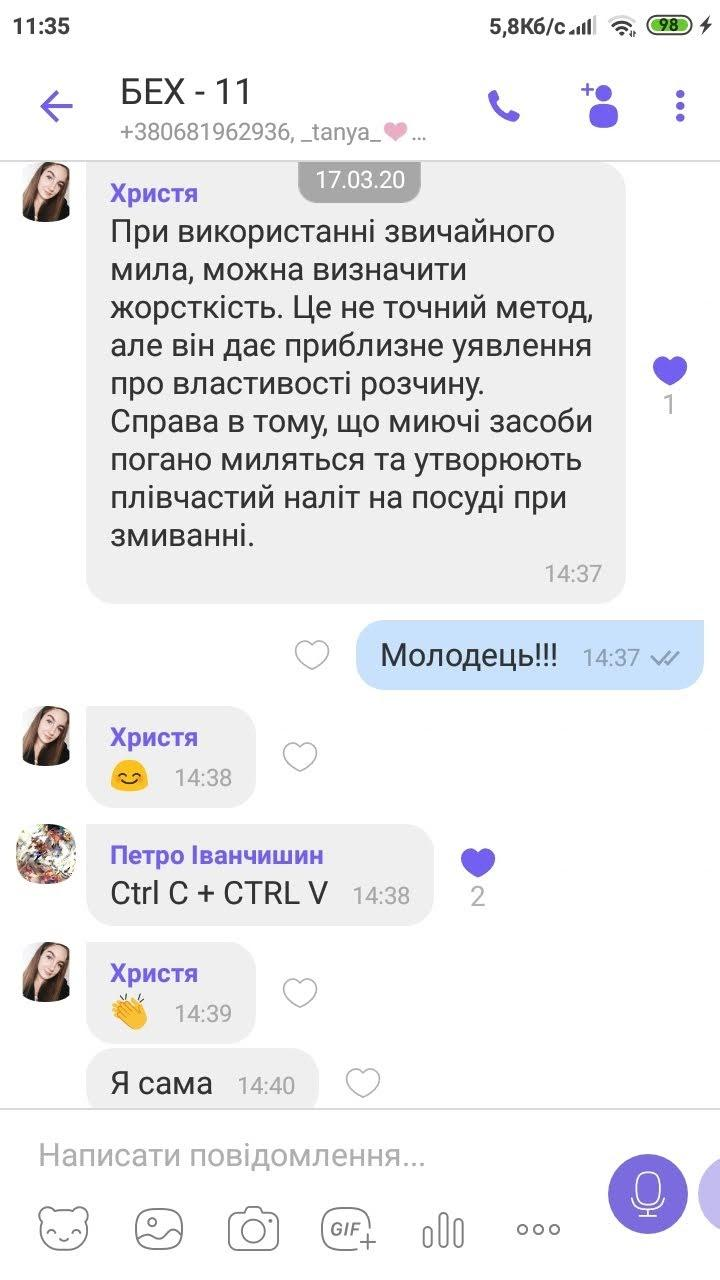 11:35
5,8Кб/с
98
БЕХ - 11
+380681962936, _tanya_🩷...
17.03.20
Христя
При використанні звичайного
мила, можна визначити
жорсткість. Це не точний метод,
але він дає приблизне уявлення
про властивості розчину.
Справа в тому, що миючі засоби
погано миляться та утворюють
плівчастий наліт на посуді при
змиванні.
14:37
1
Молодець!!! 14:37
Христя
😊 14:38
Петро Іванчишин
Ctrl C + CTRL V 14:38
2
Христя
👏 14:39
Я сама 14:40
Написати повідомлення...
GIF